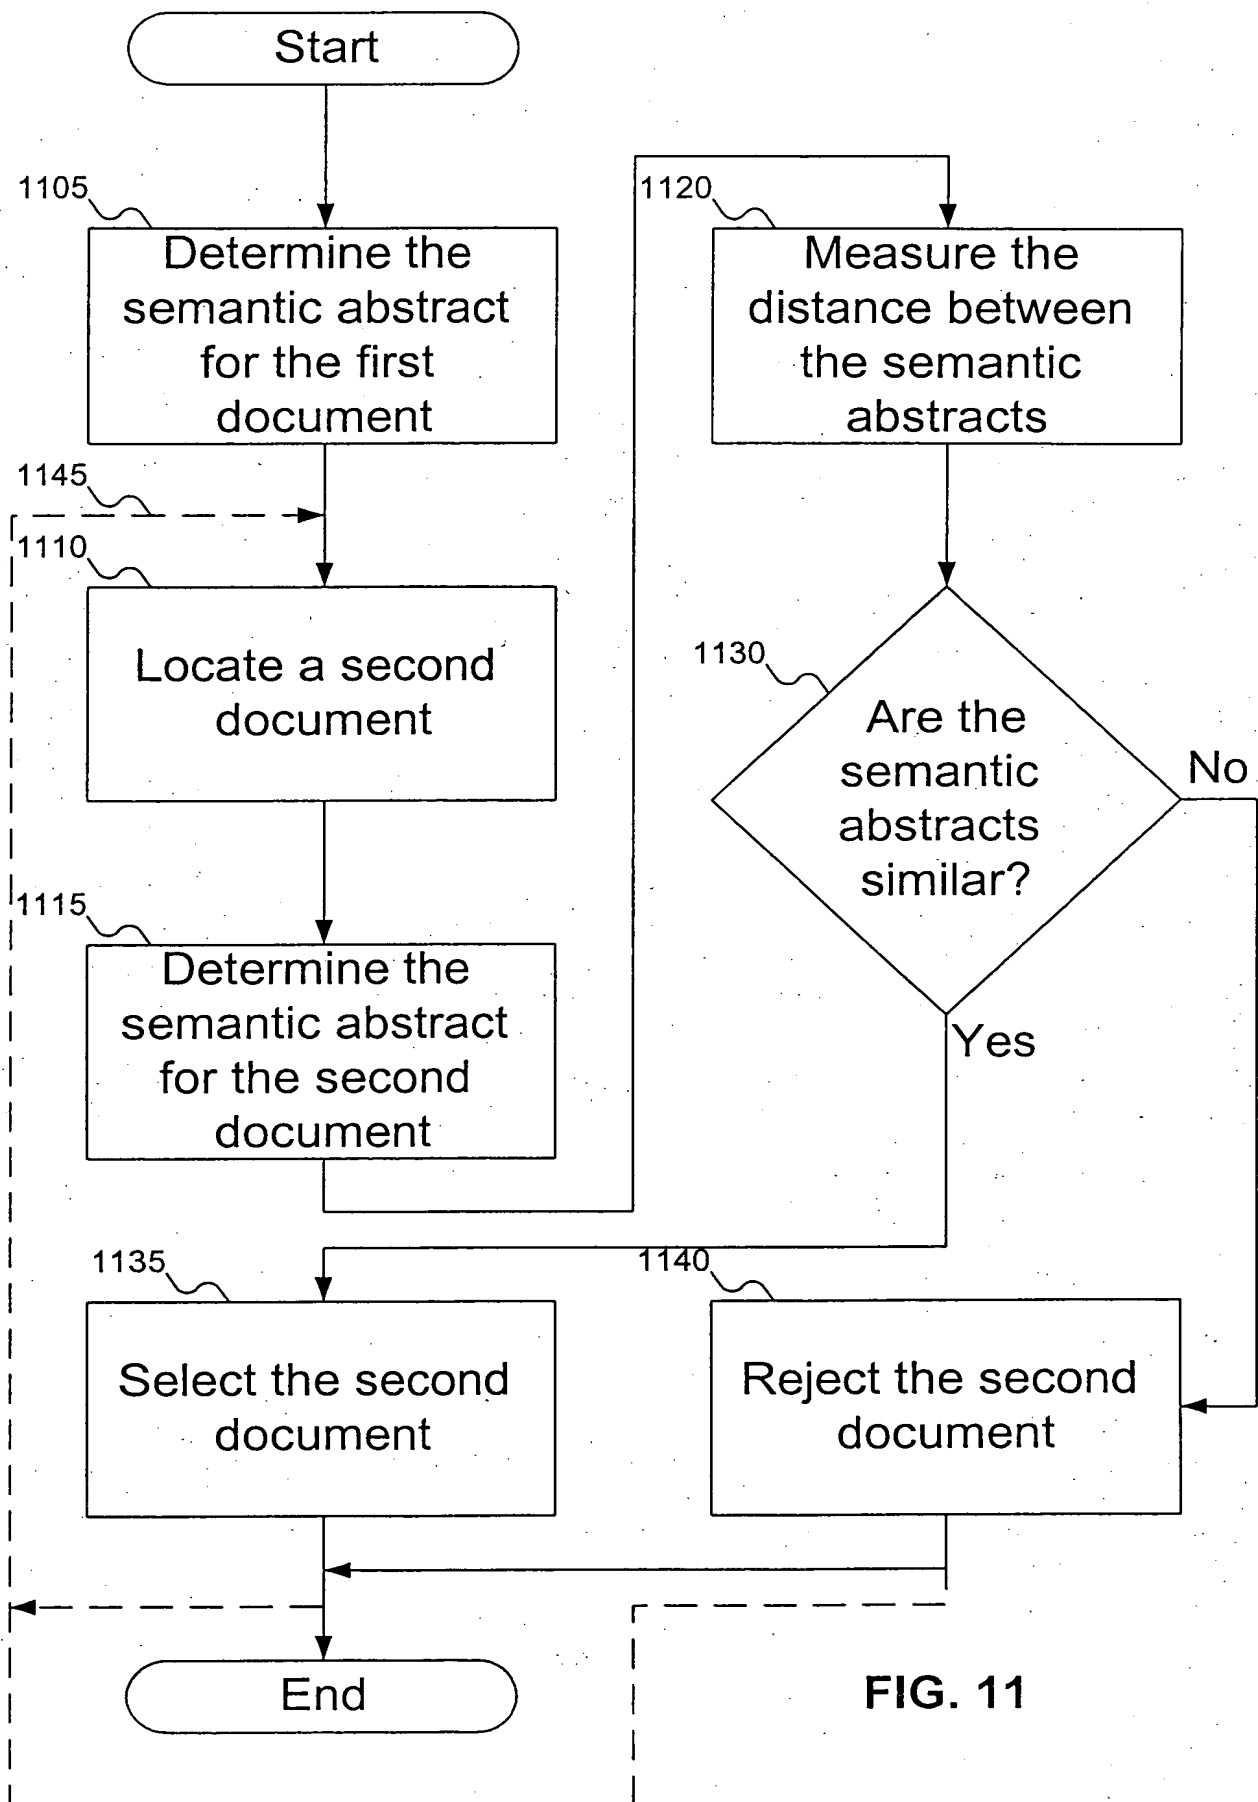 Start
1105
Determine the
semantic abstract
for the first
document
1145
1110
Locate a second
document
1115
Determine the
semantic abstract
for the second
document
1120
Measure the
distance between
the semantic
abstracts
1130
Are the
semantic
abstracts
similar?
No
Yes
1135
Select the second
document
1140
Reject the second
document
End
FIG. 11